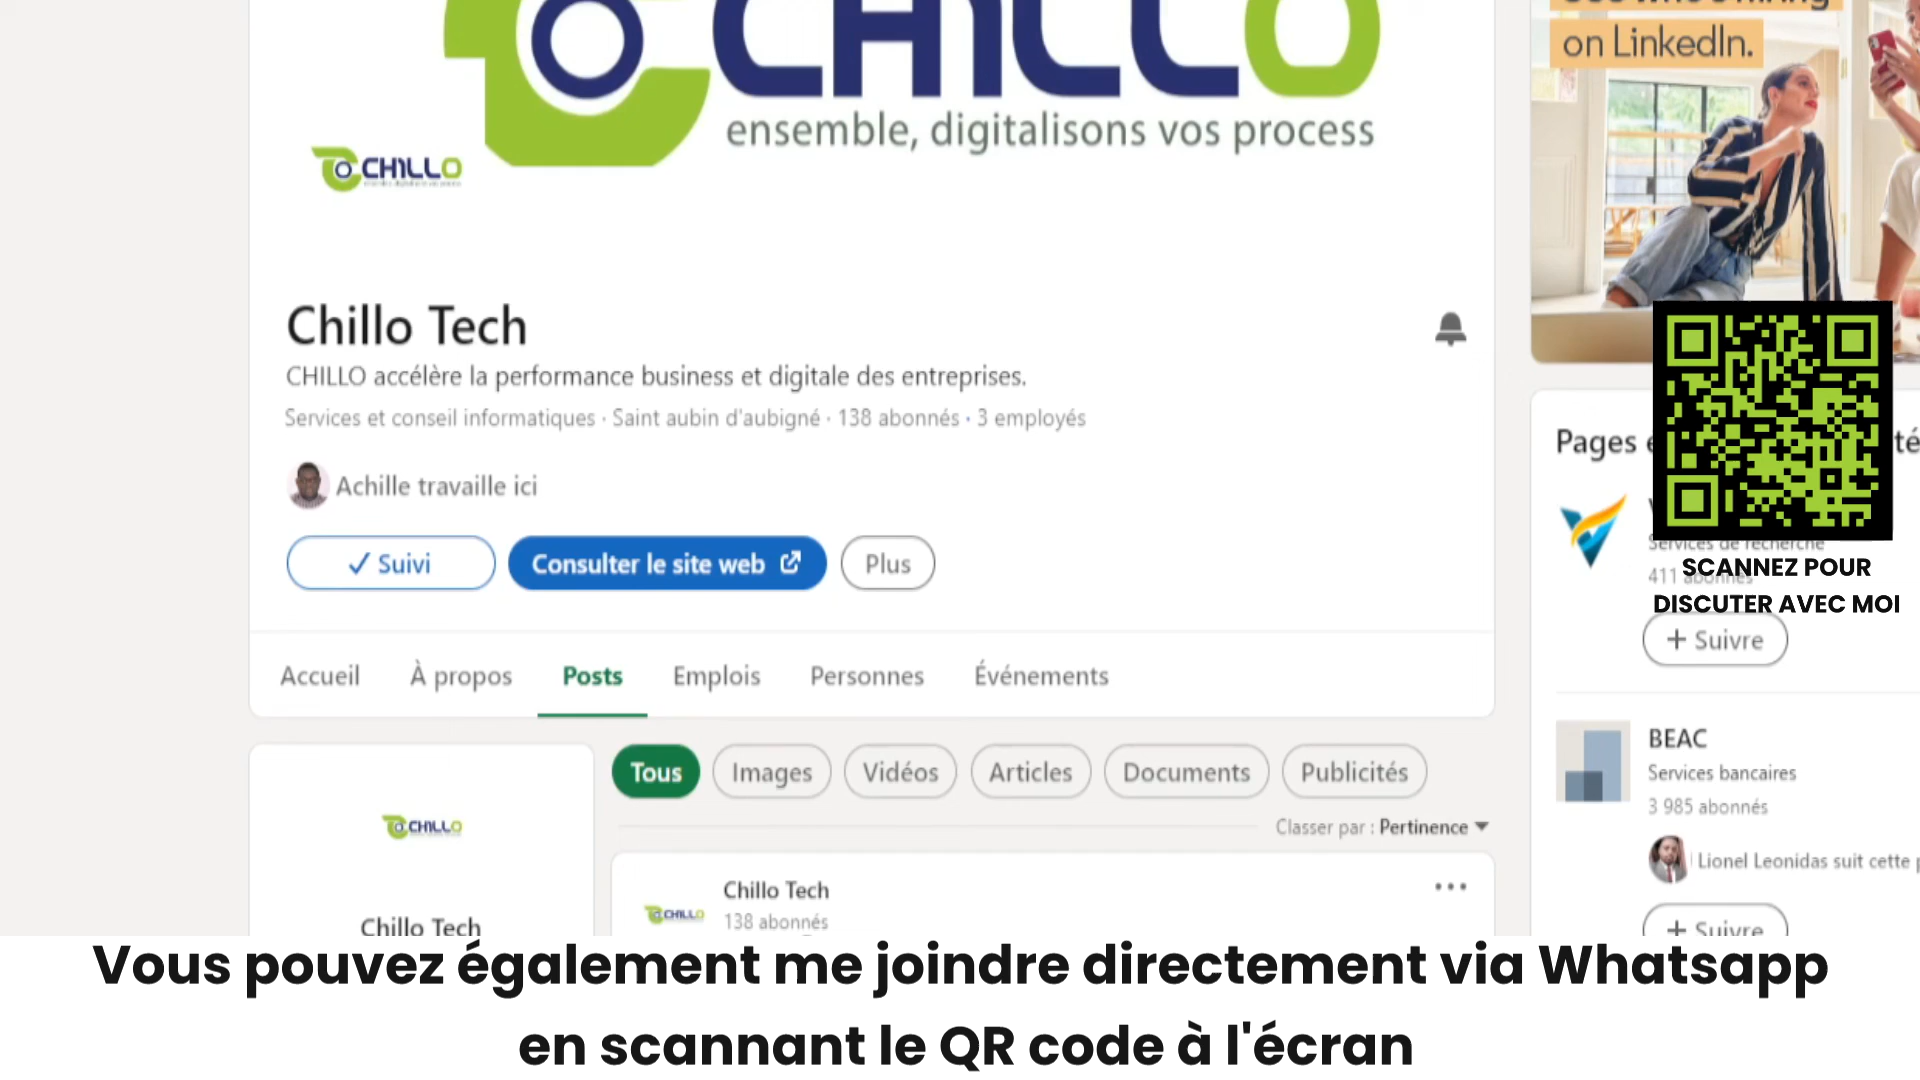 on LinkedIn.
CHILLO
ensemble, digitalisons vos process
CHILLO
Chillo Tech
CHILLO accélère la performance business et digitale des entreprises.
Services et conseil informatiques · Saint aubin d'aubigné · 138 abonnés · 3 employés
Achille travaille ici
✓ Suivi
Consulter le site web
Plus
Accueil
À propos
Posts
Emplois
Personnes
Événements
Tous
Images
Vidéos
Articles
Documents
Publicités
Classer par : Pertinence
CHILLO
Chillo Tech
CHILLO
Chillo Tech
138 abonnés
Pages
Services de recherche
411 abonnés
SCANNEZ POUR
DISCUTER AVEC MOI
+ Suivre
BEAC
Services bancaires
3 985 abonnés
Lionel Leonidas suit cette
+ Suivre
Vous pouvez également me joindre directement via Whatsapp
en scannant le QR code à l'écran